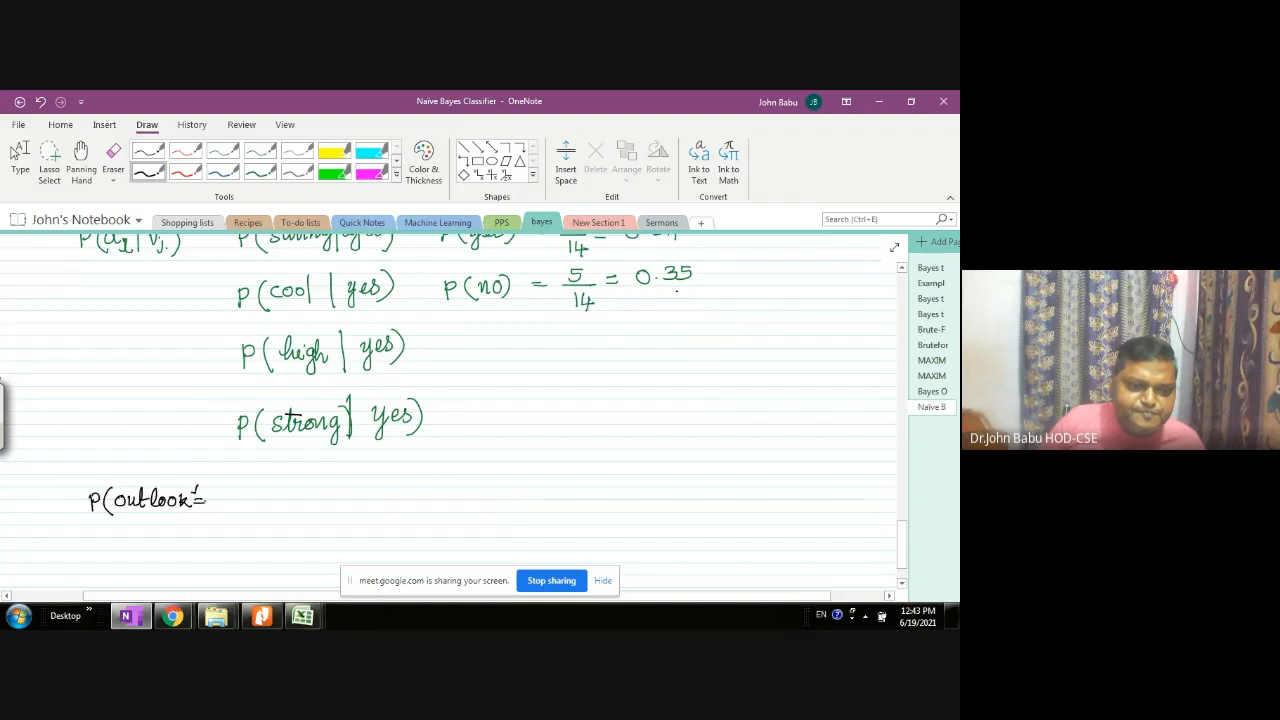 Naïve Bayes Classifier - OneNote
John Babu JB
File Home Insert Draw History Review View
Type Lasso Select Panning Hand Eraser Color & Thickness Insert Space Delete Arrange Rotate Ink to Text Ink to Math
Tools Shapes Edit Convert
John's Notebook Shopping lists Recipes To-do lists Quick Notes Machine Learning PPS bayes New Section 1 Sermons Search (Ctrl+E)
Add Pag
Bayes t
Exampl
Bayes t
Bayes t
Brute-F
Brutefor
MAXIM
MAXIM
Bayes O
Naïve B
14
P(cool | yes) P(no) = 5/14 = 0.35
P(high | yes)
P(strong | yes)
P(outlook =
Dr.John Babu HOD-CSE
meet.google.com is sharing your screen. Stop sharing Hide
Desktop EN 12:43 PM
6/19/2021